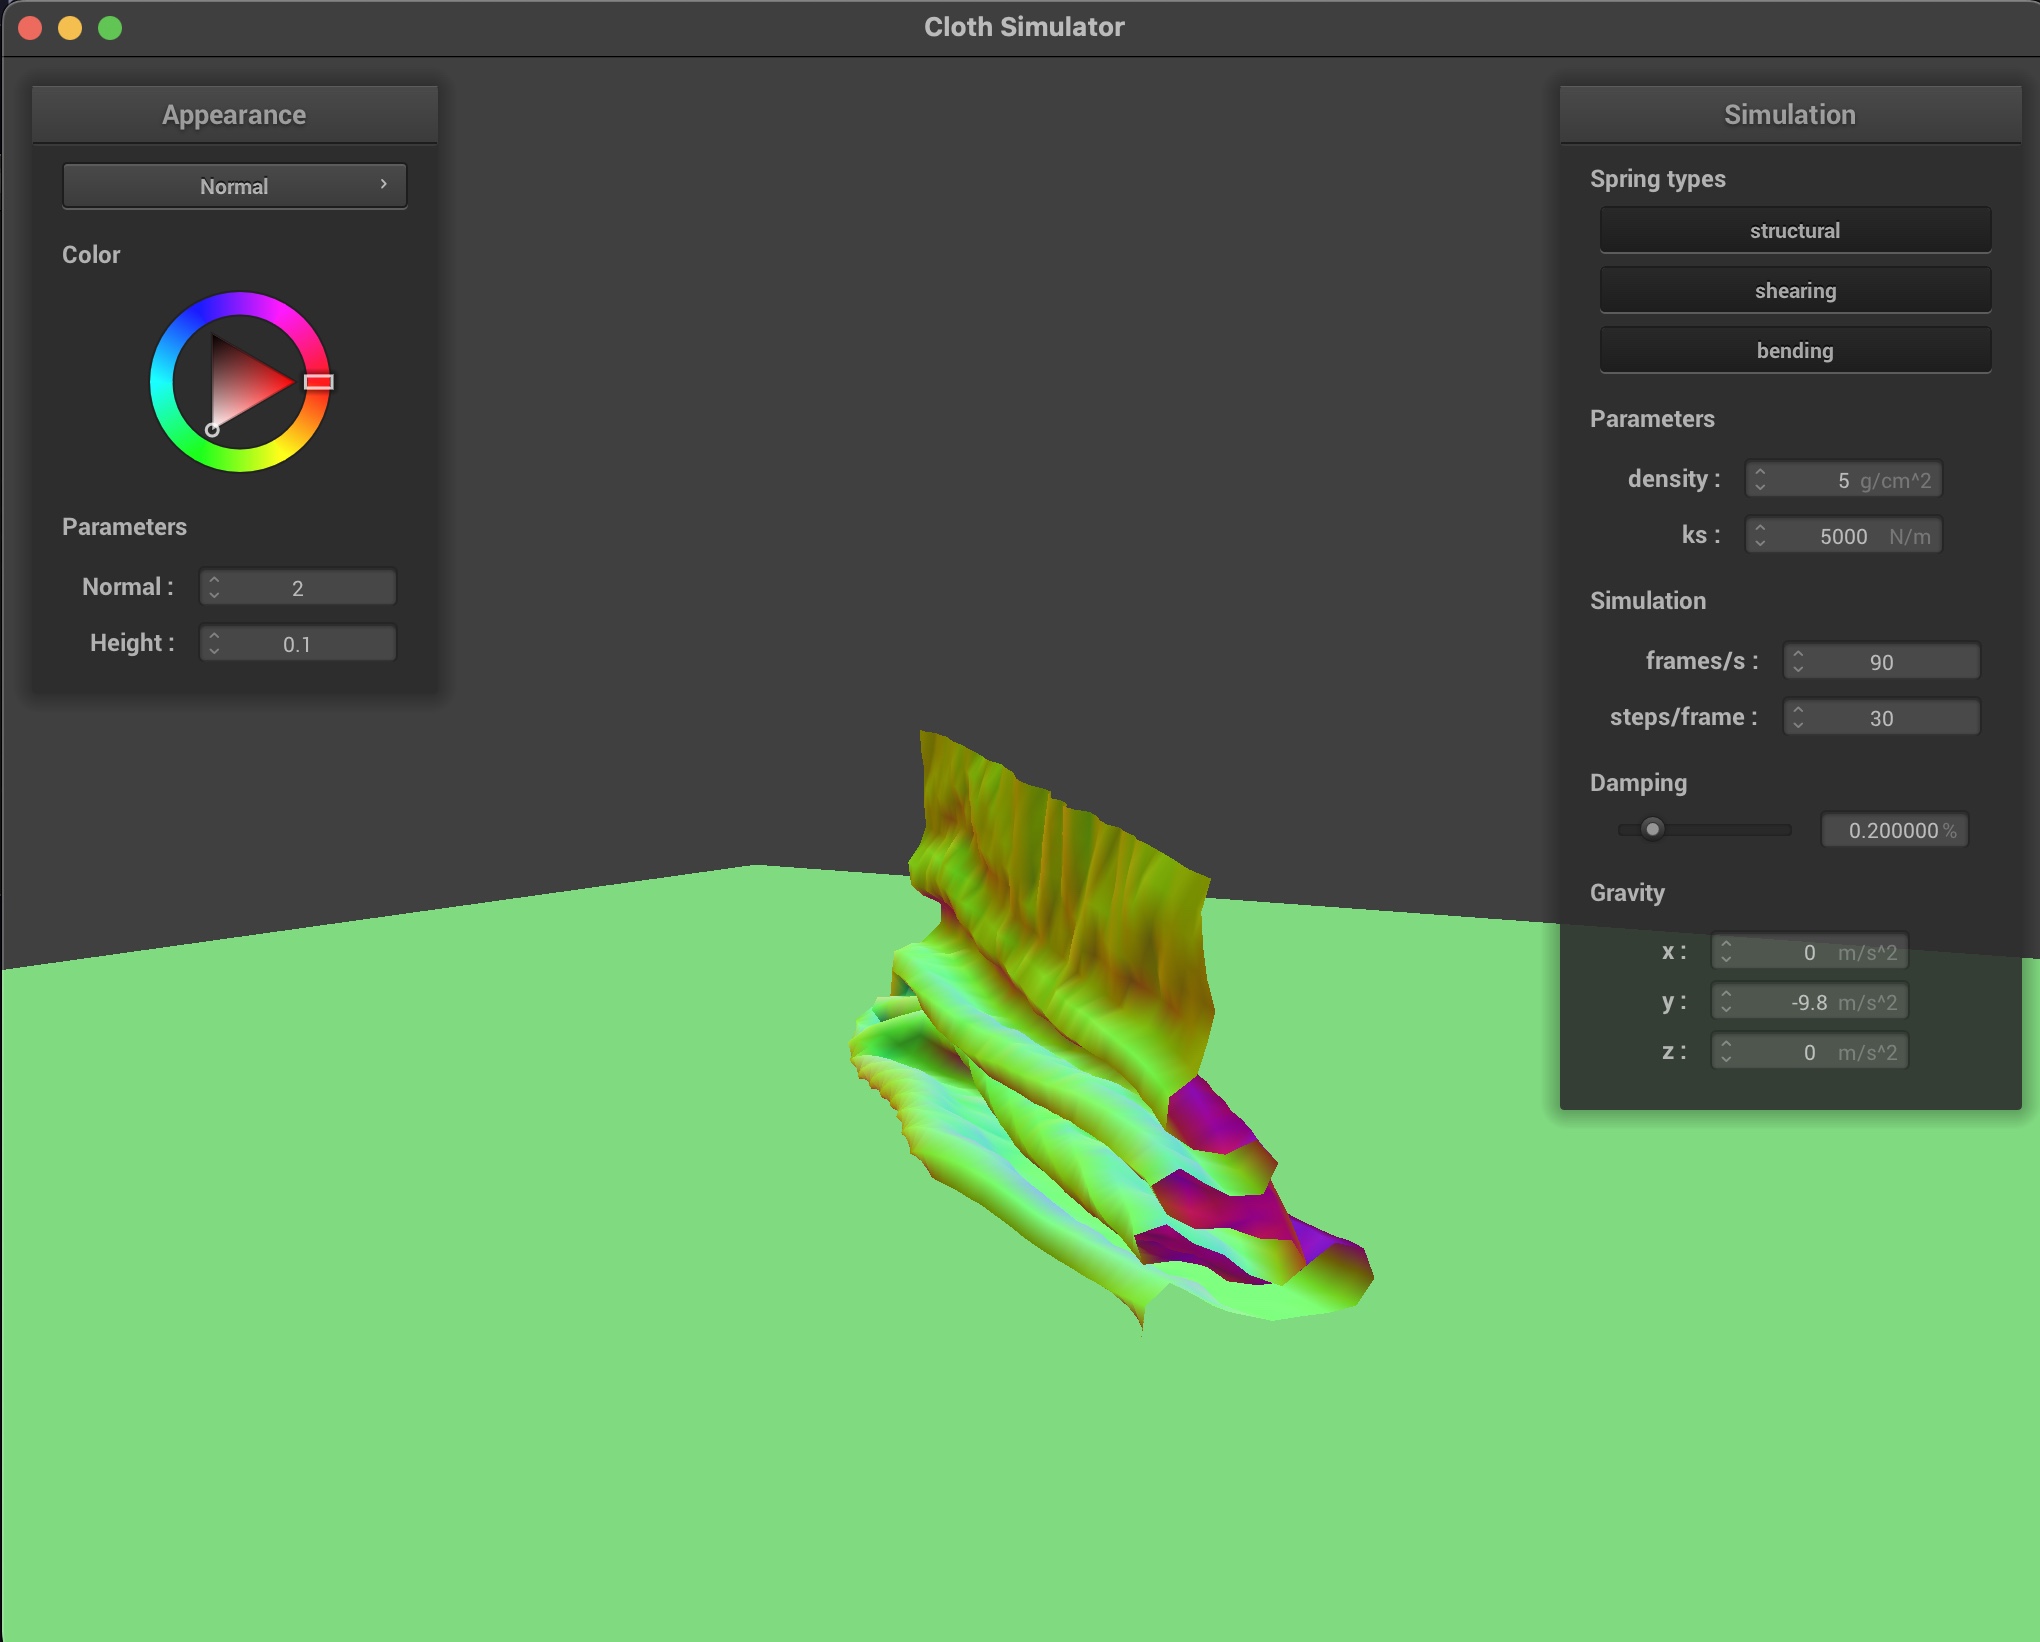 Cloth Simulator
Appearance
Normal
Color
Parameters
Normal : 2
Height : 0.1
Simulation
Spring types
structural
shearing
bending
Parameters
density : 5 g/cm^2
ks : 5000 N/m
Simulation
frames/s : 90
steps/frame : 30
Damping
0.200000 %
Gravity
x : 0 m/s^2
y : -9.8 m/s^2
z : 0 m/s^2